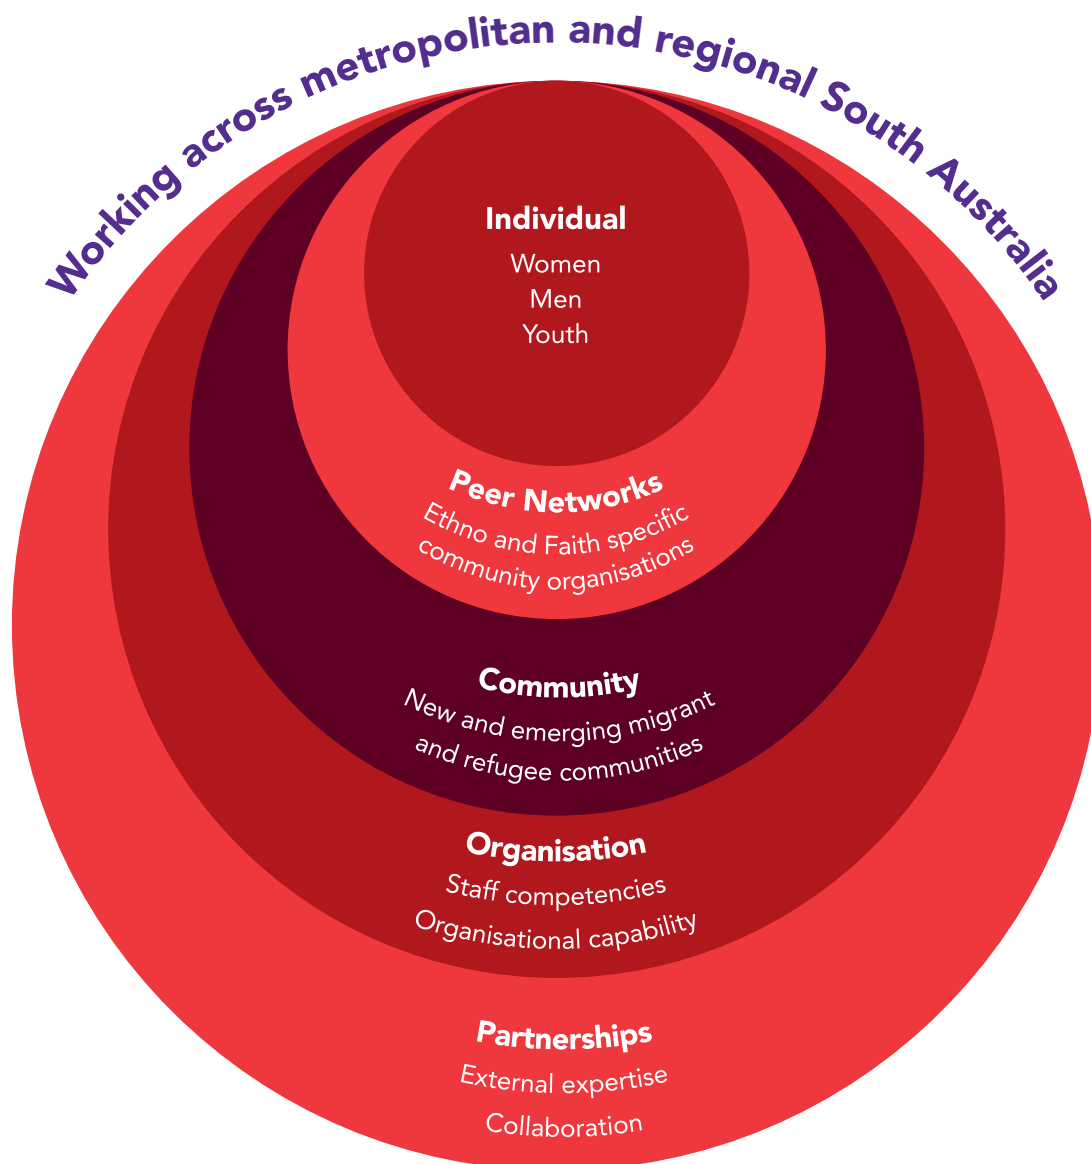 Working across metropolitan and regional South Australia
Individual
Women
Men
Youth
Peer Networks
Ethno and Faith specific
community organisations
Community
New and emerging migrant
and refugee communities
Organisation
Staff competencies
Organisational capability
Partnerships
External expertise
Collaboration